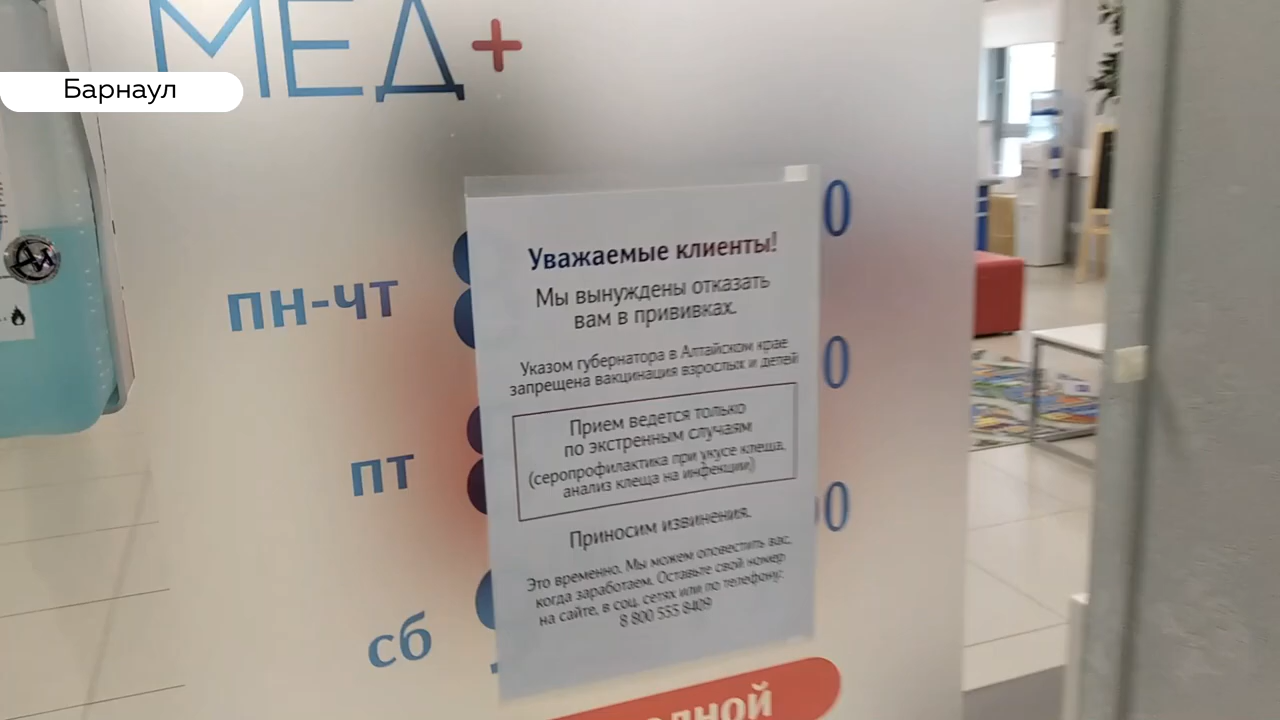 МЕД+
Барнаул
Уважаемые клиенты!
Мы вынуждены отказать
вам в прививках.
Указом губернатора в Алтайском крае
запрещена вакцинация взрослых и детей
Прием ведется только
по экстренным случаям
(серопрофилактика при укусе клеща,
анализ клеща на инфекции)
Приносим извинения.
Это временно. Мы можем оповестить вас,
когда заработаем. Оставьте свой номер
на сайте, в соц. сетях или по телефону:
8 800 555 8409
пн-чт
0
пт
0
сб
0